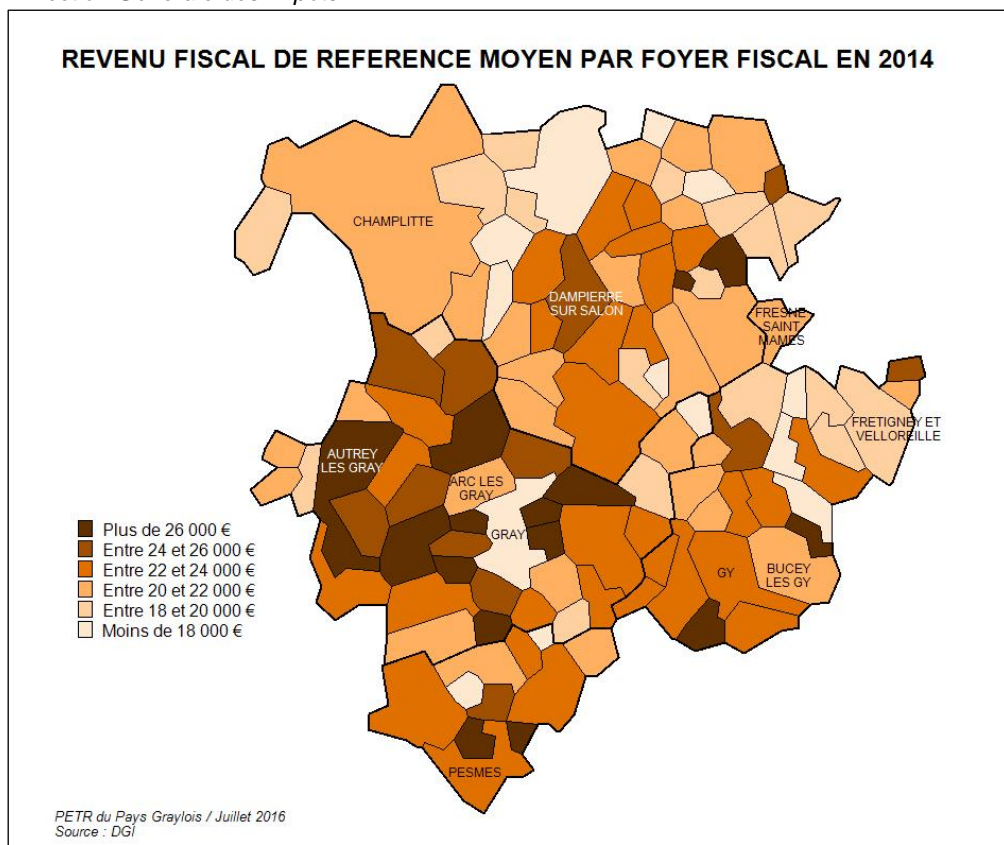 REVENU FISCAL DE REFERENCE MOYEN PAR FOYER FISCAL EN 2014
CHAMPLITTE
DAMPIERRE
SUR SALON
FRESNE
SAINT
MAMES
FRETIGNEY ET
VELLOREILLE
AUTREY
LES GRAY
ARC LES
GRAY
GRAY
GY
BUCEY
LES GY
PESMES
Plus de 26 000 €
Entre 24 et 26 000 €
Entre 22 et 24 000 €
Entre 20 et 22 000 €
Entre 18 et 20 000 €
Moins de 18 000 €
PETR du Pays Graylois / Juillet 2016
Source : DGI